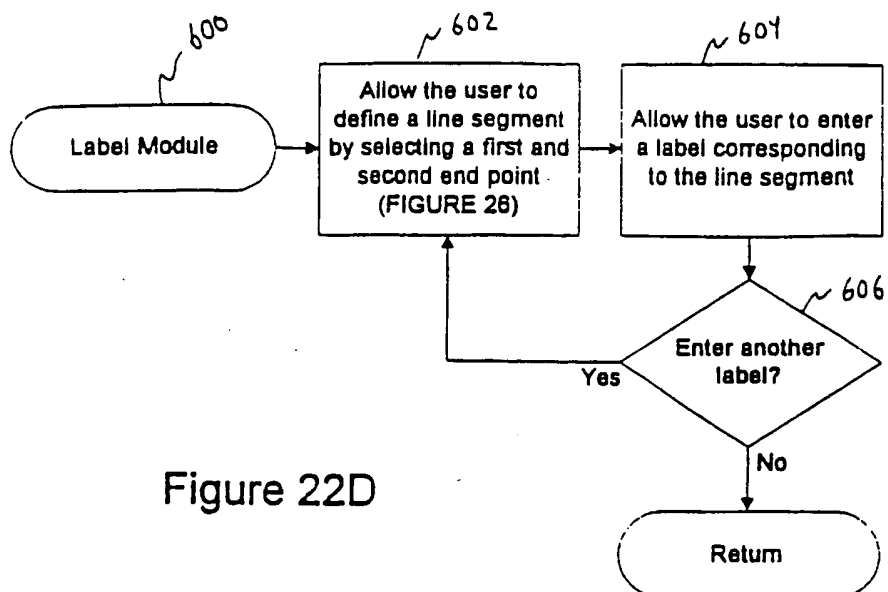 600
602
604
Label Module
Allow the user to
define a line segment
by selecting a first and
second end point
(FIGURE 26)
Allow the user to enter
a label corresponding
to the line segment
606
Enter another
label?
Yes
No
Figure 22D
Return